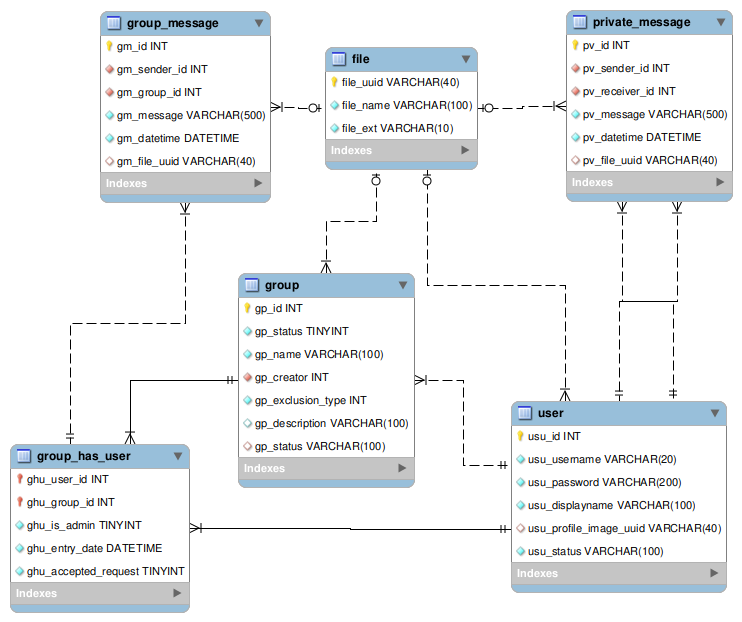 group_message
gm_id INT
gm_sender_id INT
gm_group_id INT
gm_message VARCHAR(500)
gm_datetime DATETIME
gm_file_uuid VARCHAR(40)
Indexes
file
file_uuid VARCHAR(40)
file_name VARCHAR(100)
file_ext VARCHAR(10)
Indexes
private_message
pv_id INT
pv_sender_id INT
pv_receiver_id INT
pv_message VARCHAR(500)
pv_datetime DATETIME
pv_file_uuid VARCHAR(40)
Indexes
group
gp_id INT
gp_status TINYINT
gp_name VARCHAR(100)
gp_creator INT
gp_exclusion_type INT
gp_description VARCHAR(100)
gp_status VARCHAR(100)
Indexes
group_has_user
ghu_user_id INT
ghu_group_id INT
ghu_is_admin TINYINT
ghu_entry_date DATETIME
ghu_accepted_request TINYINT
Indexes
user
usu_id INT
usu_username VARCHAR(20)
usu_password VARCHAR(200)
usu_displayname VARCHAR(100)
usu_profile_image_uuid VARCHAR(40)
usu_status VARCHAR(100)
Indexes